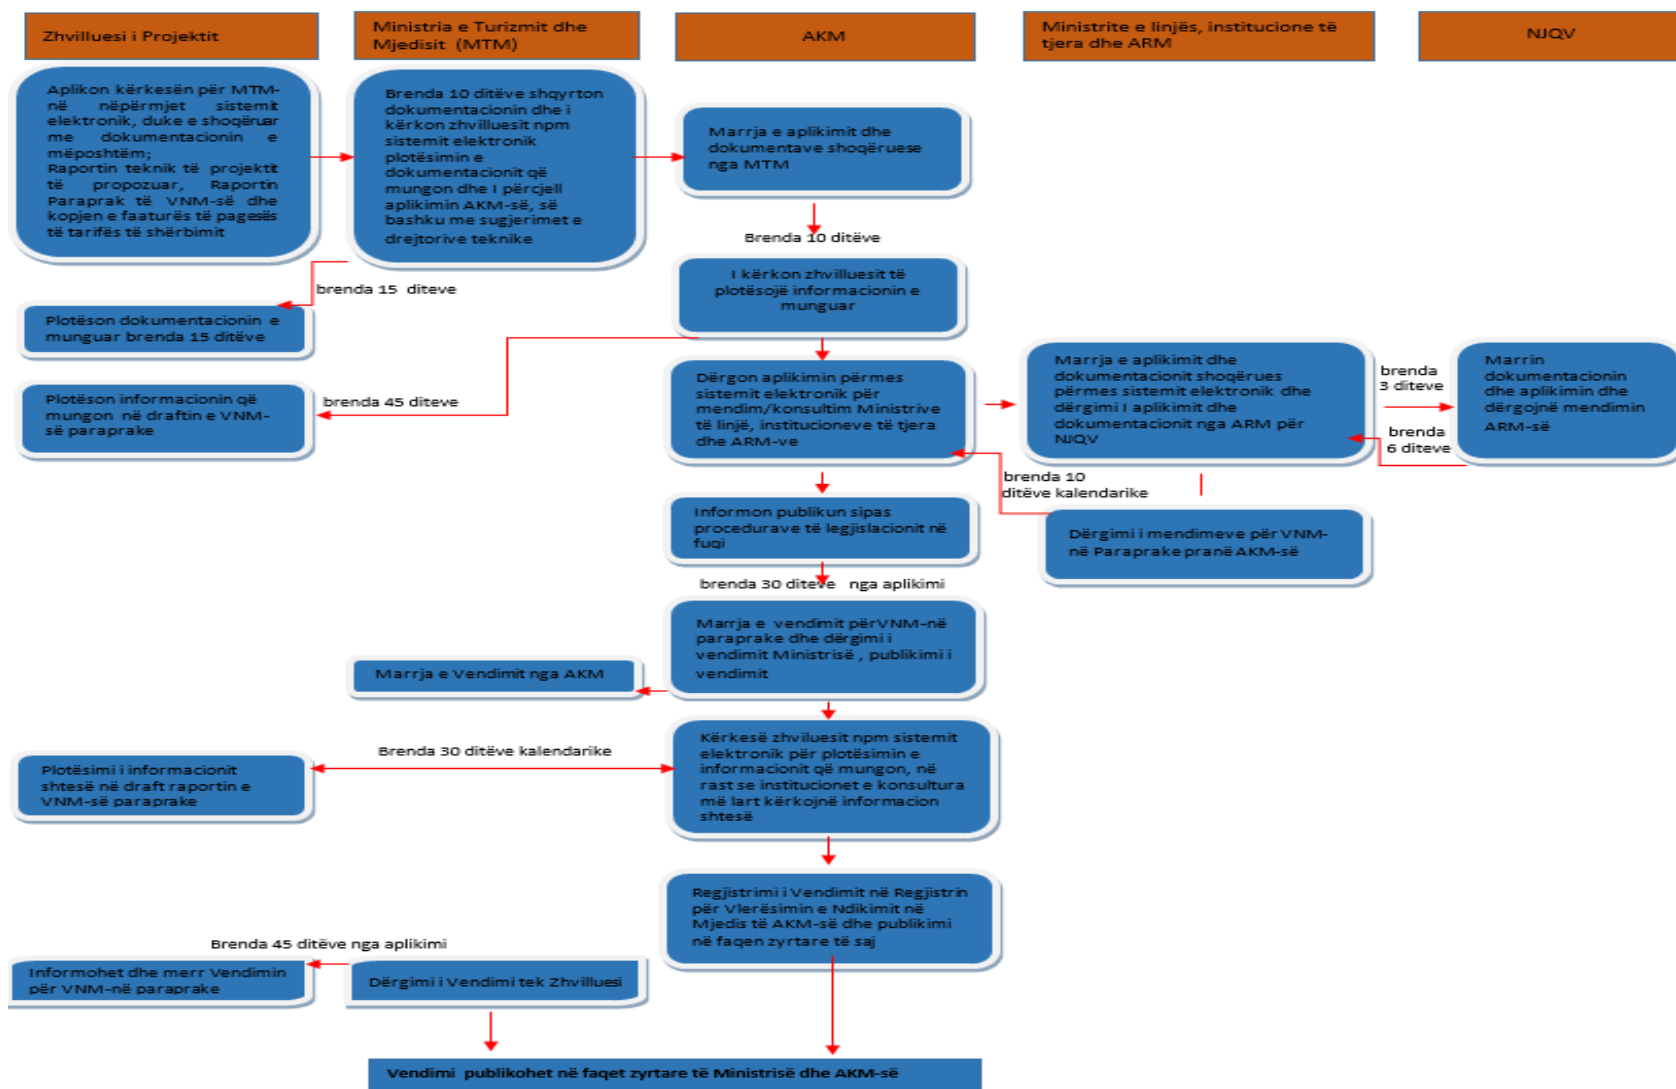 Zhvilluesi i Projektit
Ministria e Turizmit dhe
Mjedisit (MTM)
AKM
Ministrite e linjës, institucione të
tjera dhe ARM
NJQV
Aplikon kërkesën për MTM-
në nëpërmjet sistemit
elektronik, duke e shoqëruar
me dokumentacionin e
mëposhtëm;
Raportin teknik të projektit
të propozuar, Raportin
Paraprak të VNM-së dhe
kopjen e faaturës të pagesës
të tarifës të shërbimit
Brenda 10 ditëve shqyrton
dokumentacionin dhe i
kërkon zhvilluesit npm
sistemit elektronik
plotësimin e
dokumentacionit që
mungon dhe I përcjell
aplikimin AKM-së, së
bashku me sugjerimet e
drejtorive teknike
Marrja e aplikimit dhe
dokumentave shoqëruese
nga MTM
Brenda 10 ditëve
I kërkon zhvilluesit të
plotësojë informacionin e
munguar
brenda 15 diteve
Plotëson dokumentacionin e
munguar brenda 15 ditëve
Plotëson informacionin që
mungon në draftin e VNM-
së paraprake
brenda 45 diteve
Dërgon aplikimin përmes
sistemit elektronik për
mendim/konsultim Ministrive
të linjë, institucioneve të tjera
dhe ARM-ve
Marrja e aplikimit dhe
dokumentacionit shoqërues
përmes sistemit elektronik dhe
dërgimi I aplikimit dhe
dokumentacionit nga ARM për
NJQV
brenda
3 diteve
brenda
6 diteve
Marrin
dokumentacionin
dhe aplikimin dhe
dërgojnë mendimin
ARM-së
brenda 10
ditëve kalendarike
Informon publikun sipas
procedurave të legjislacionit në
fuqi
Dërgimi i mendimeve për VNM-
në Paraprake pranë AKM-së
brenda 30 diteve nga aplikimi
Marrja e vendimit përVNM-në
paraprake dhe dërgimi i
vendimit Ministrisë , publikimi i
vendimit
Marrja e Vendimit nga AKM
Brenda 30 ditëve kalendarike
Plotësimi i informacionit
shtesë në draft raportin e
VNM-së paraprake
Kërkesë zhviluesit npm sistemit
elektronik për plotësimin e
informacionit që mungon, në
rast se institucionet e konsultura
më lart kërkojnë informacion
shtesë
Regjistrimi i Vendimit në Regjistrin
për Vlerësimin e Ndikimit në
Mjedis të AKM-së dhe publikimi
në faqen zyrtare të saj
Brenda 45 ditëve nga aplikimi
Informohet dhe merr Vendimin
për VNM-në paraprake
Dërgimi i Vendimi tek Zhvilluesi
Vendimi publikohet në faqet zyrtare të Ministrisë dhe AKM-së